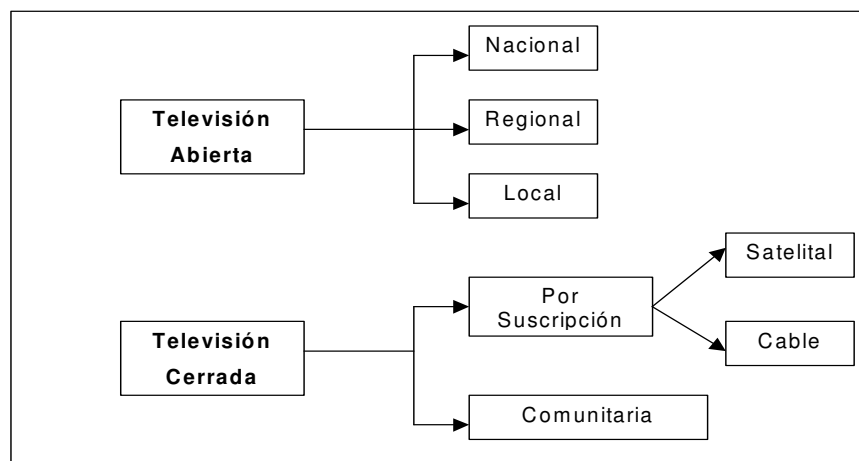 Nacional
Televisión
Abierta
Regional
Local
Satelital
Por
Suscripción
Televisión
Cerrada
Cable
Comunitaria